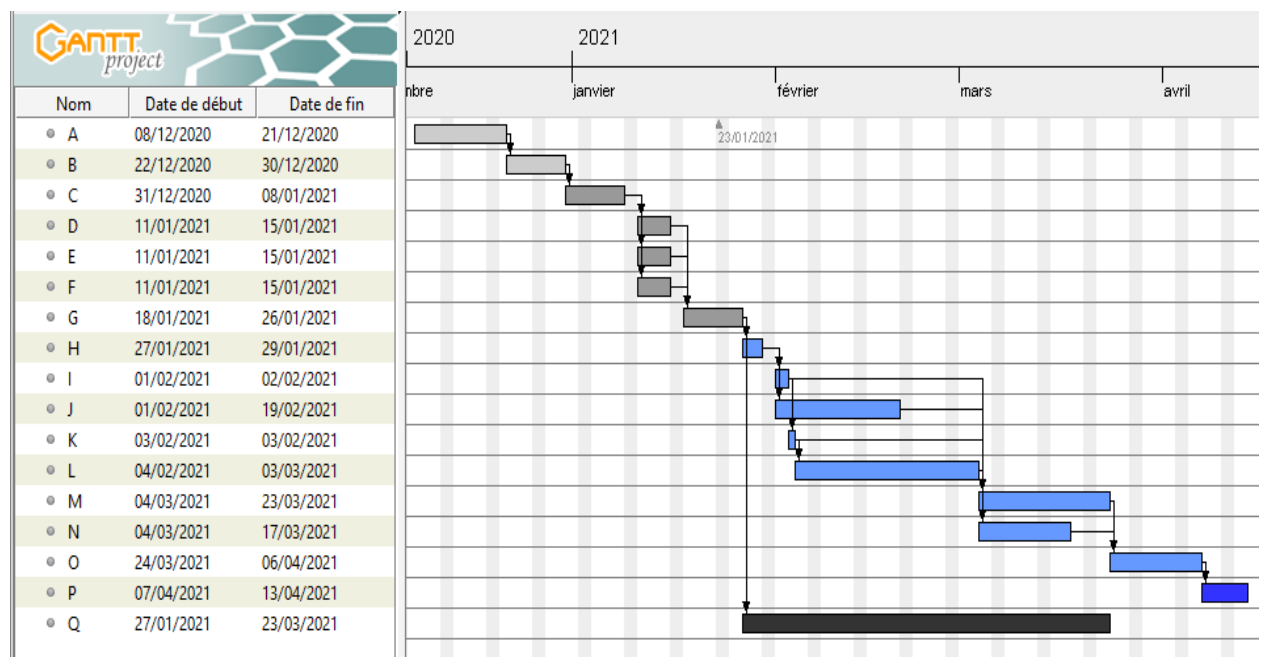 GANTT
project
2020 2021
mbre janvier février mars avril
Nom Date de début Date de fin
A 08/12/2020 21/12/2020
23/01/2021
B 22/12/2020 30/12/2020
C 31/12/2020 08/01/2021
D 11/01/2021 15/01/2021
E 11/01/2021 15/01/2021
F 11/01/2021 15/01/2021
G 18/01/2021 26/01/2021
H 27/01/2021 29/01/2021
I 01/02/2021 02/02/2021
J 01/02/2021 19/02/2021
K 03/02/2021 03/02/2021
L 04/02/2021 03/03/2021
M 04/03/2021 23/03/2021
N 04/03/2021 17/03/2021
O 24/03/2021 06/04/2021
P 07/04/2021 13/04/2021
Q 27/01/2021 23/03/2021